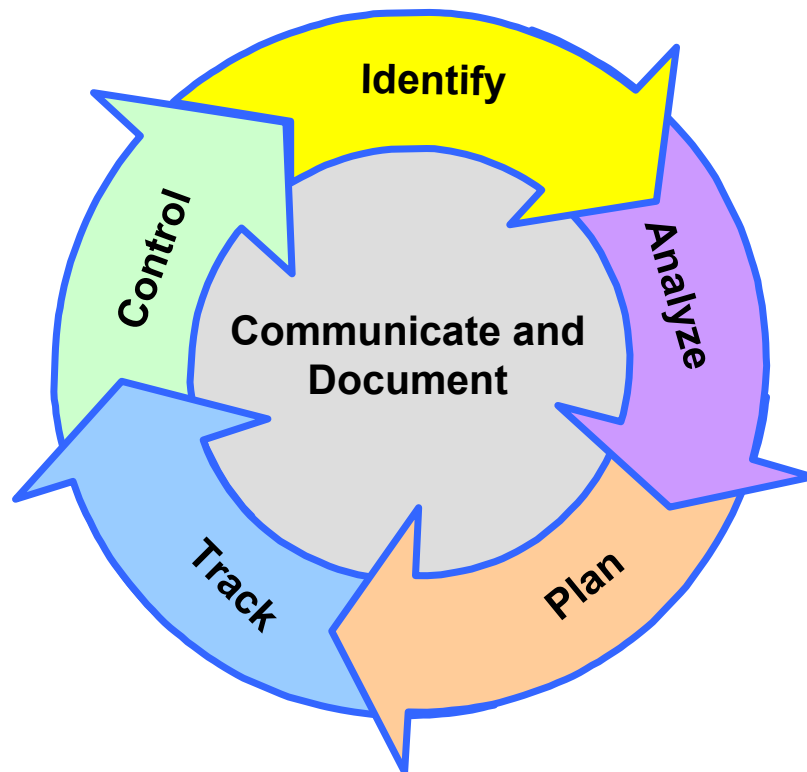 Identify
Analyze
Plan
Track
Control
Communicate and
Document